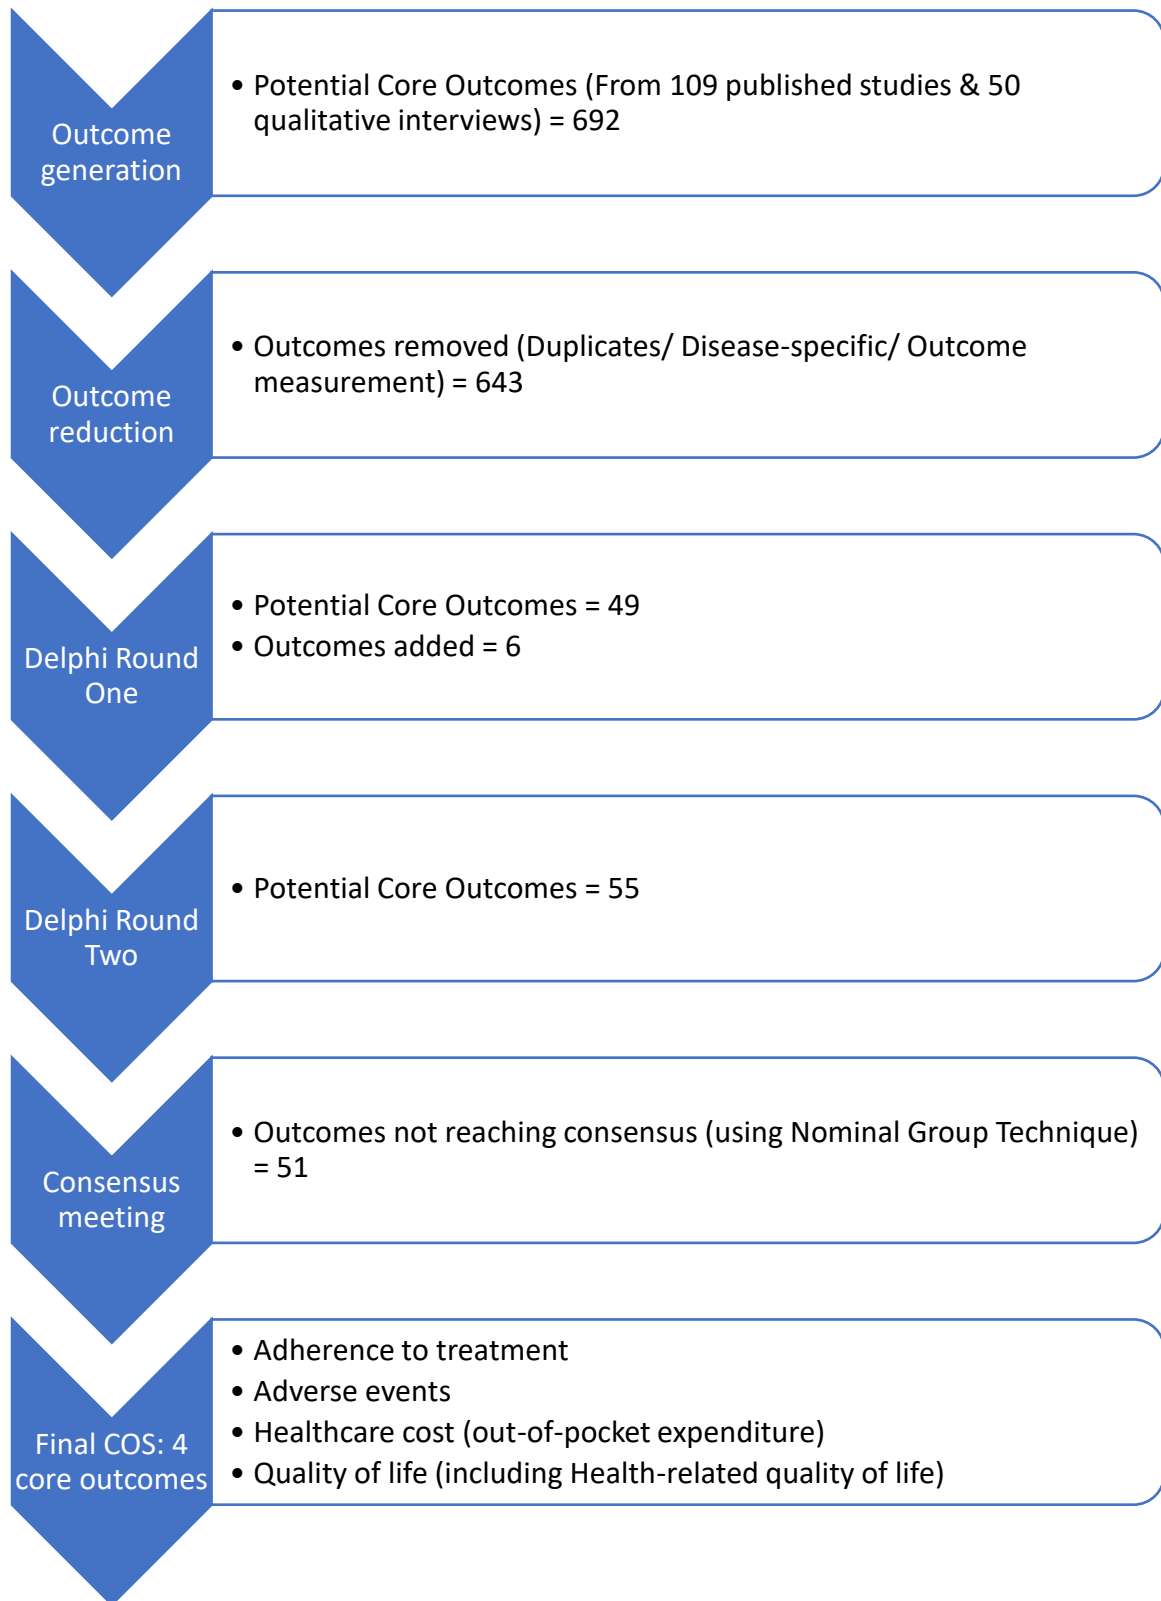 Outcome
generation
• Potential Core Outcomes (From 109 published studies & 50
qualitative interviews) = 692
Outcome
reduction
• Outcomes removed (Duplicates/ Disease-specific/ Outcome
measurement) = 643
Delphi Round
One
• Potential Core Outcomes = 49
• Outcomes added = 6
Delphi Round
Two
• Potential Core Outcomes = 55
Consensus
meeting
• Outcomes not reaching consensus (using Nominal Group Technique)
= 51
Final COS: 4
core outcomes
• Adherence to treatment
• Adverse events
• Healthcare cost (out-of-pocket expenditure)
• Quality of life (including Health-related quality of life)